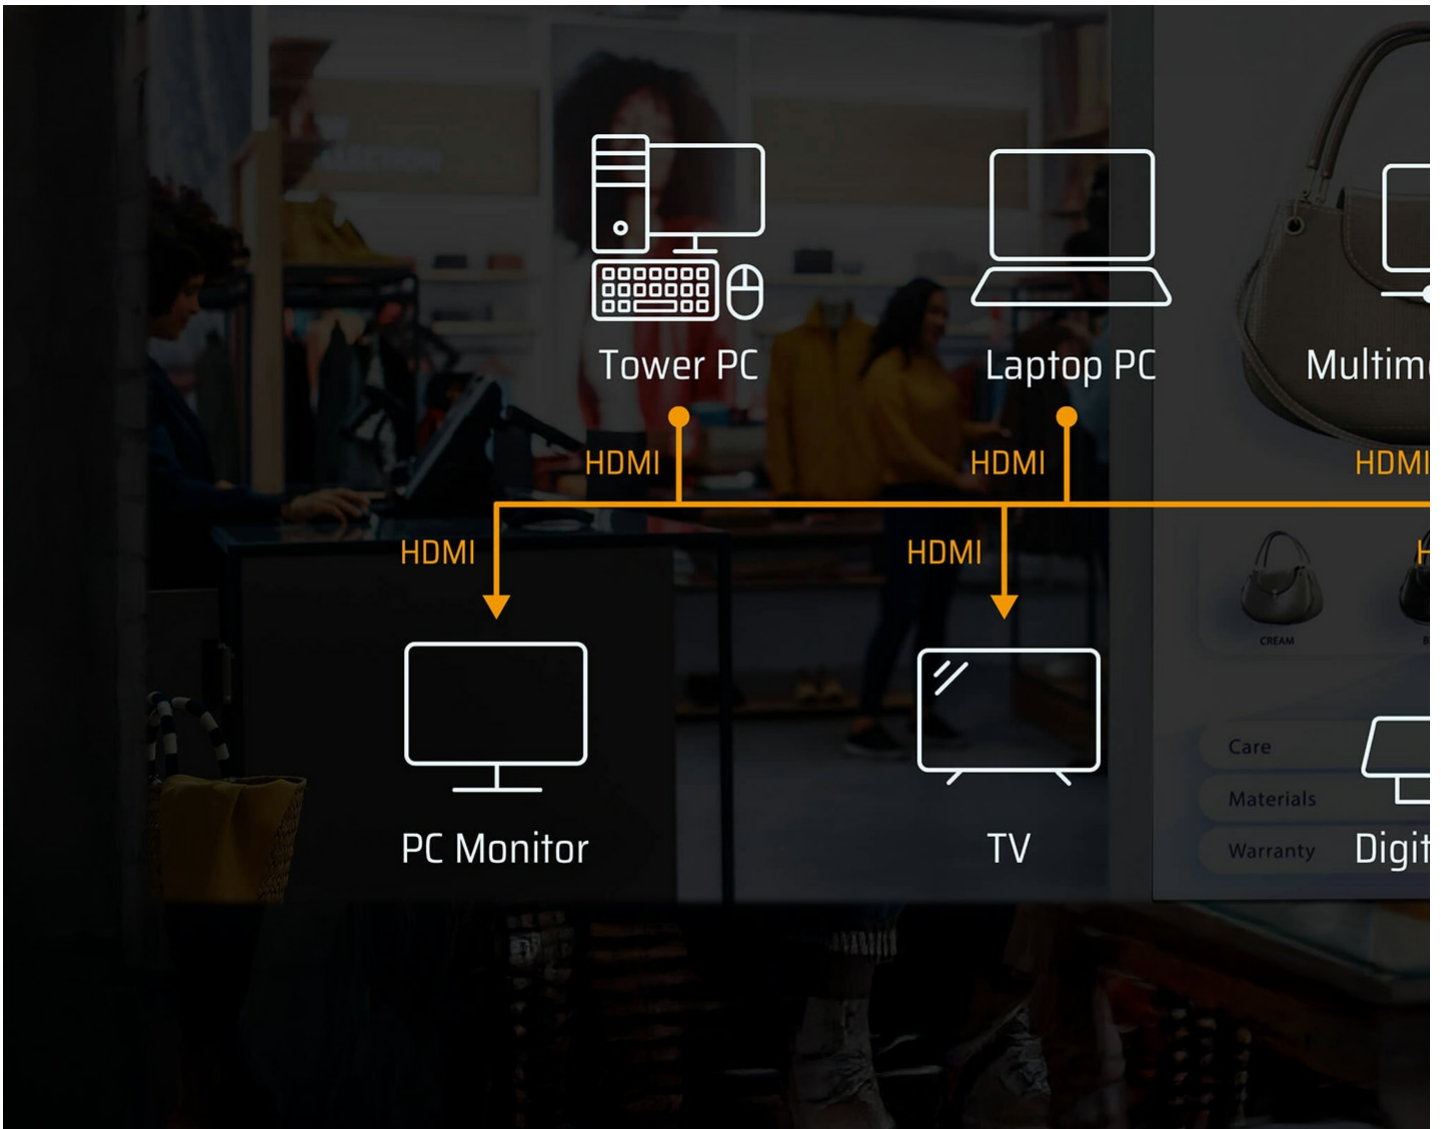 Tower PC
Laptop PC
HDMI
HDMI
HDMI
HDMI
HDMI
CREAM
PC Monitor
TV
Care
Materials
Warranty